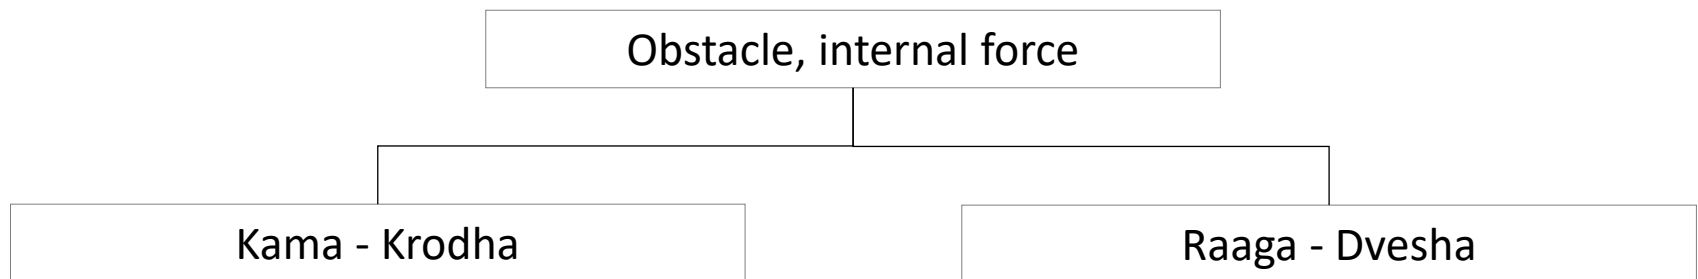 Obstacle, internal force
Kama - Krodha
Raaga - Dvesha